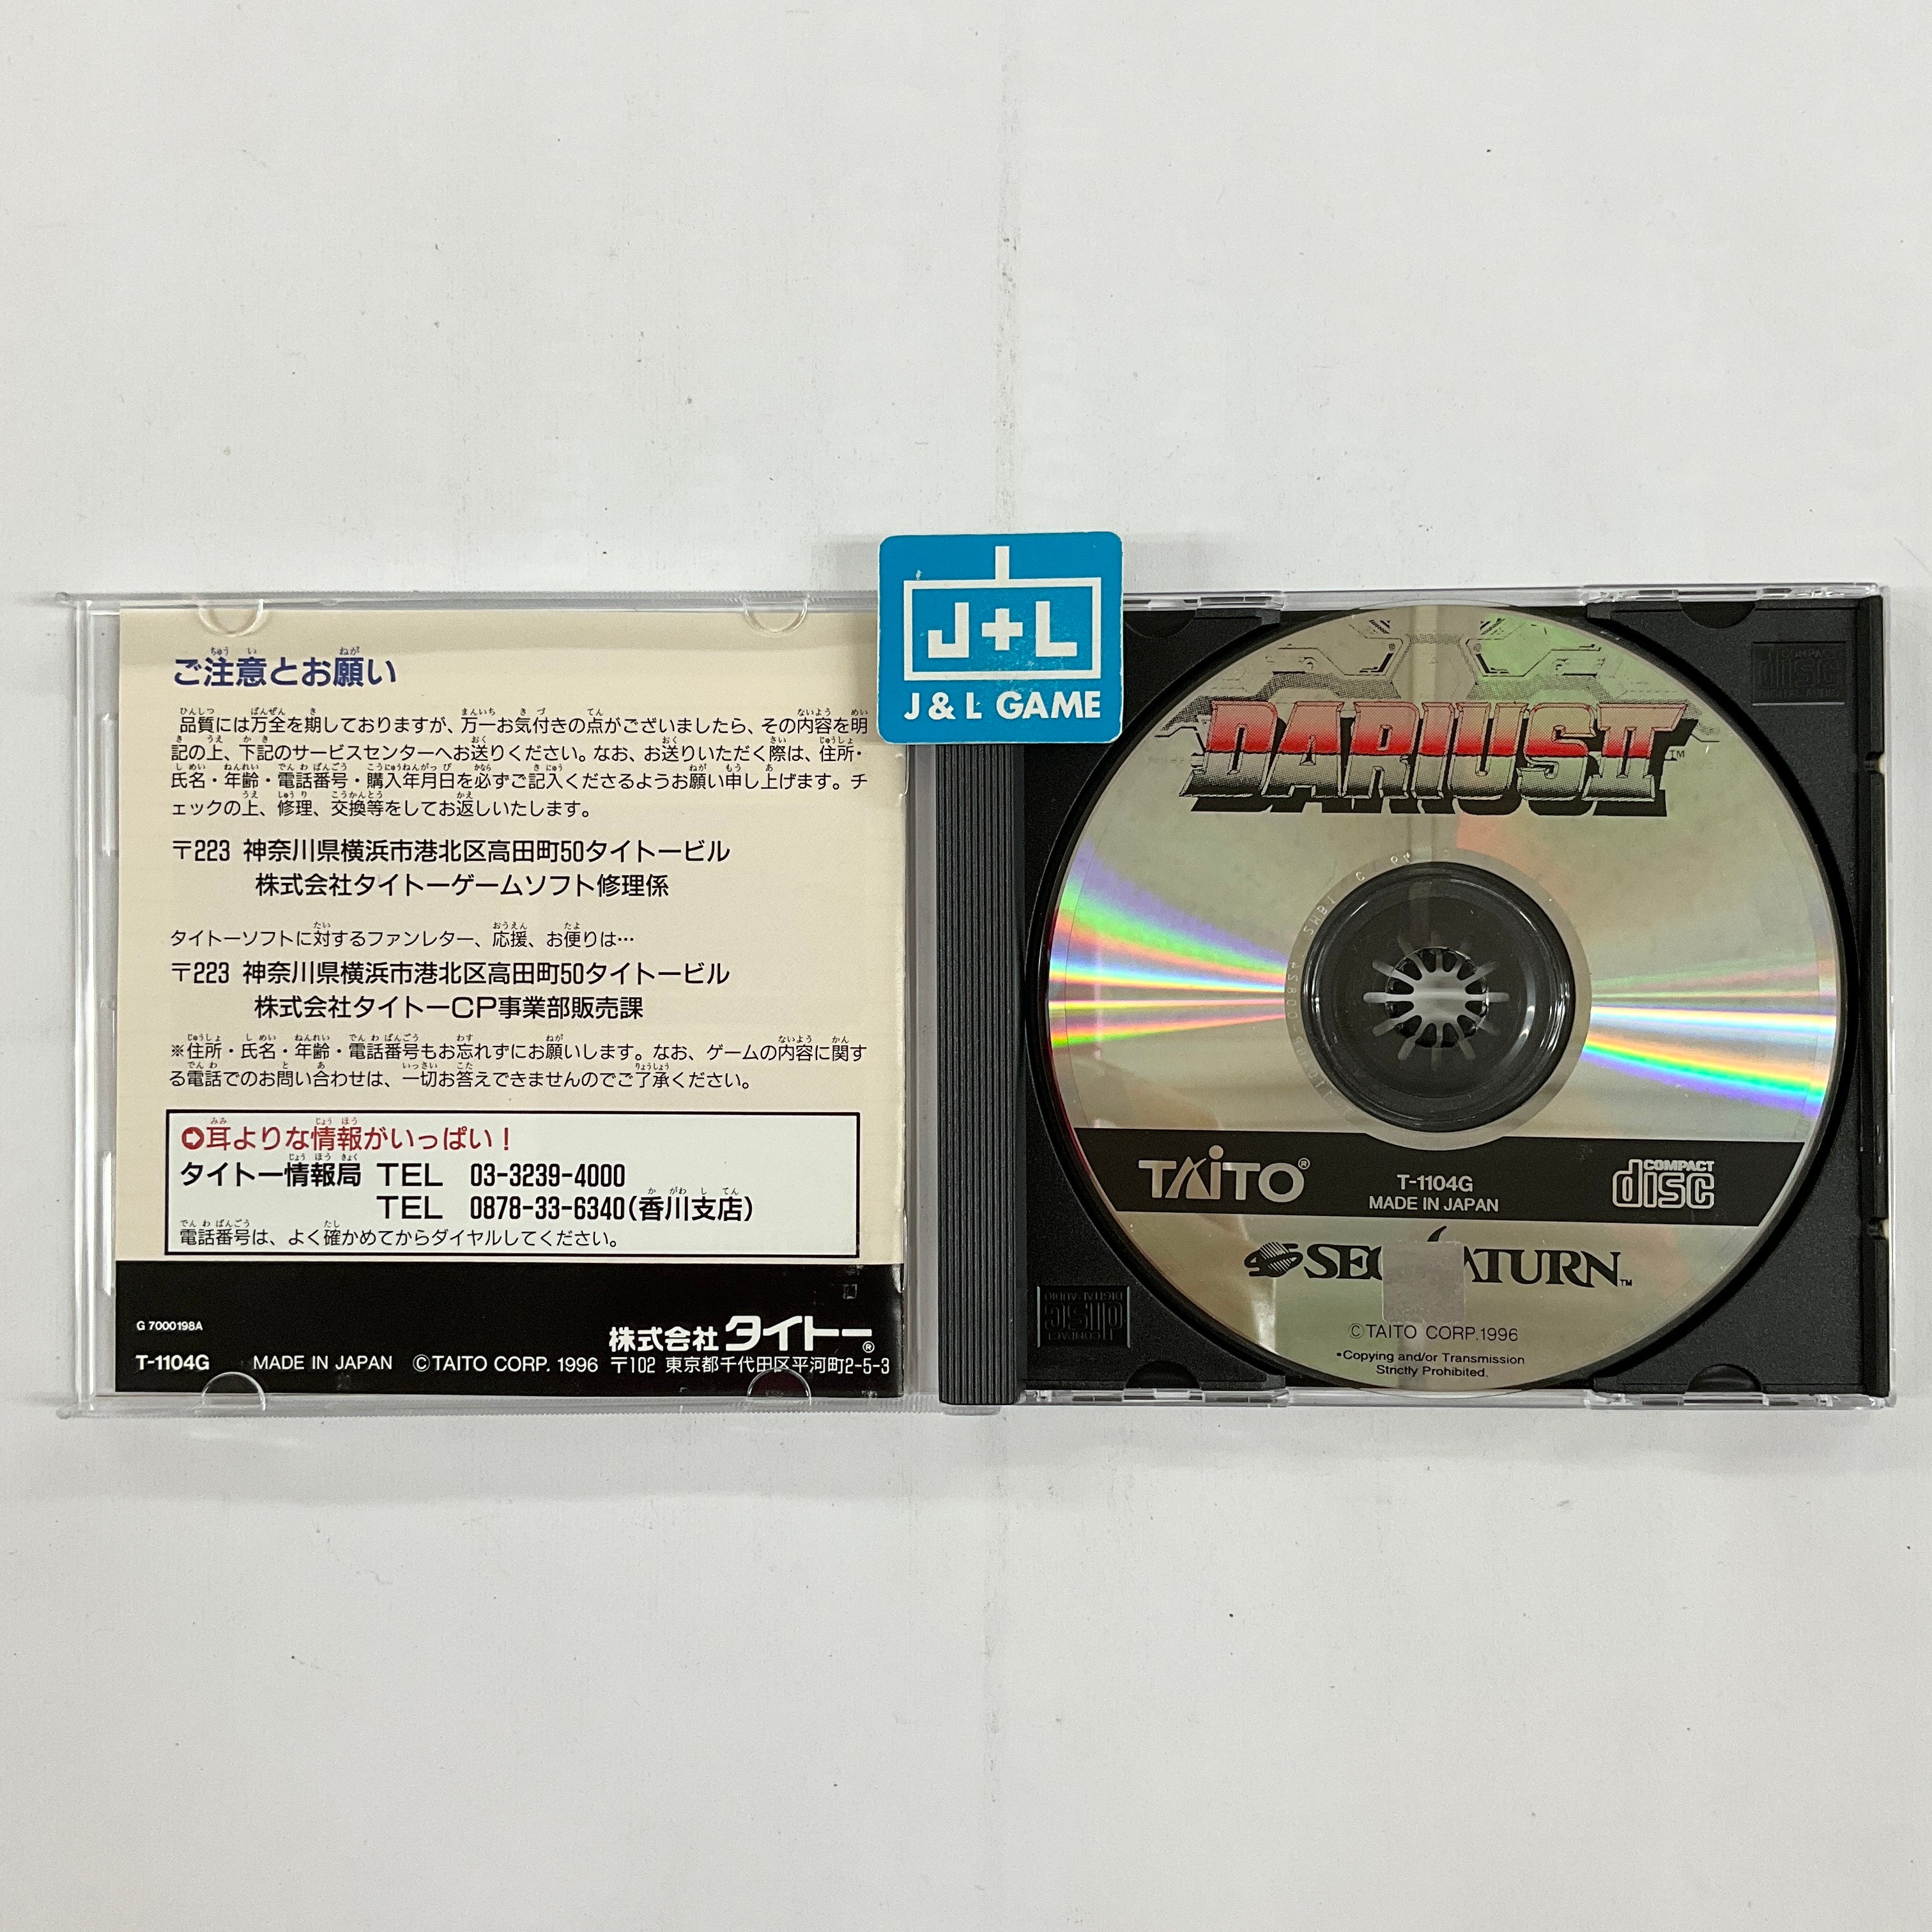 ご注意とお願い
品質には万全を期しておりますが、万一お気付きの点がございましたら、その内容を明
記の上、下記のサービスセンターへお送りください。なお、お送りいただく際は、住所・
氏名・年齢・電話番号・購入年月日を必ずご記入くださるようお願い申し上げます。チ
ェックの上、修理、交換等をしてお返しいたします。
〒223 神奈川県横浜市港北区高田町50タイトービル
株式会社タイトーゲームソフト修理係
タイトーソフトに対するファンレター、応援、お便りは…
〒223 神奈川県横浜市港北区高田町50タイトービル
株式会社タイトーCP事業部販売課
※住所・氏名・年齢・電話番号もお忘れずにお願いします。なお、ゲームの内容に関す
る電話でのお問い合わせは、一切お答えできませんのでご了承ください。
耳よりな情報がいっぱい!
タイトー情報局 TEL 03-3239-4000
TEL 0878-33-6340(香川支店)
電話番号は、よく確かめてからダイヤルしてください。
G 7000198A
株式会社タイトー®
T-1104G MADE IN JAPAN ©TAITO CORP. 1996 〒102 東京都千代田区平河町2-5-3
J+L
J & L GAME
DARIUS II™
TAITO®
T-1104G
MADE IN JAPAN
COMPACT
disc
SEGA SATURN™
©TAITO CORP.1996
*Copying and/or Transmission
Strictly Prohibited.
COMPACT
disc
DIGITAL AUDIO
COMPACT
disc
DIGITAL AUDIO